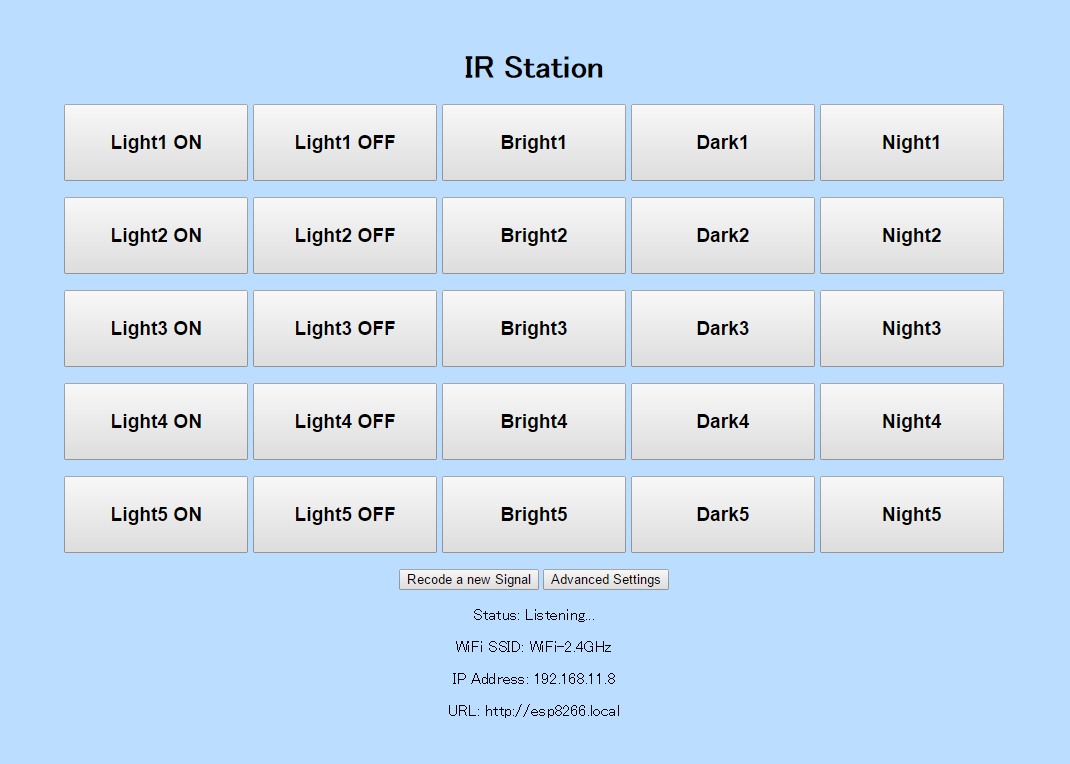 IR Station
Light1 ON Light1 OFF Bright1 Dark1 Night1
Light2 ON Light2 OFF Bright2 Dark2 Night2
Light3 ON Light3 OFF Bright3 Dark3 Night3
Light4 ON Light4 OFF Bright4 Dark4 Night4
Light5 ON Light5 OFF Bright5 Dark5 Night5
Recode a new Signal Advanced Settings
Status: Listening...
WiFi SSID: WiFi-2.4GHz
IP Address: 192.168.11.8
URL: http://esp8266.local